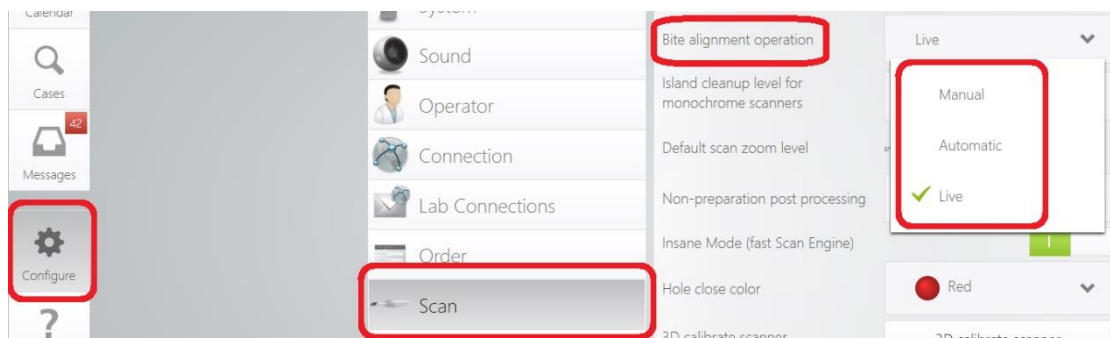 Calendar
Cases
42
Messages
Configure
?
System
Sound
Operator
Connection
Lab Connections
Order
Scan
Bite alignment operation
Live
Island cleanup level for
monochrome scanners
Manual
Default scan zoom level
Automatic
Non-preparation post processing
Live
Insane Mode (fast Scan Engine)
I
Hole close color
Red
3D calibrate scanner
3D calibrate scanner